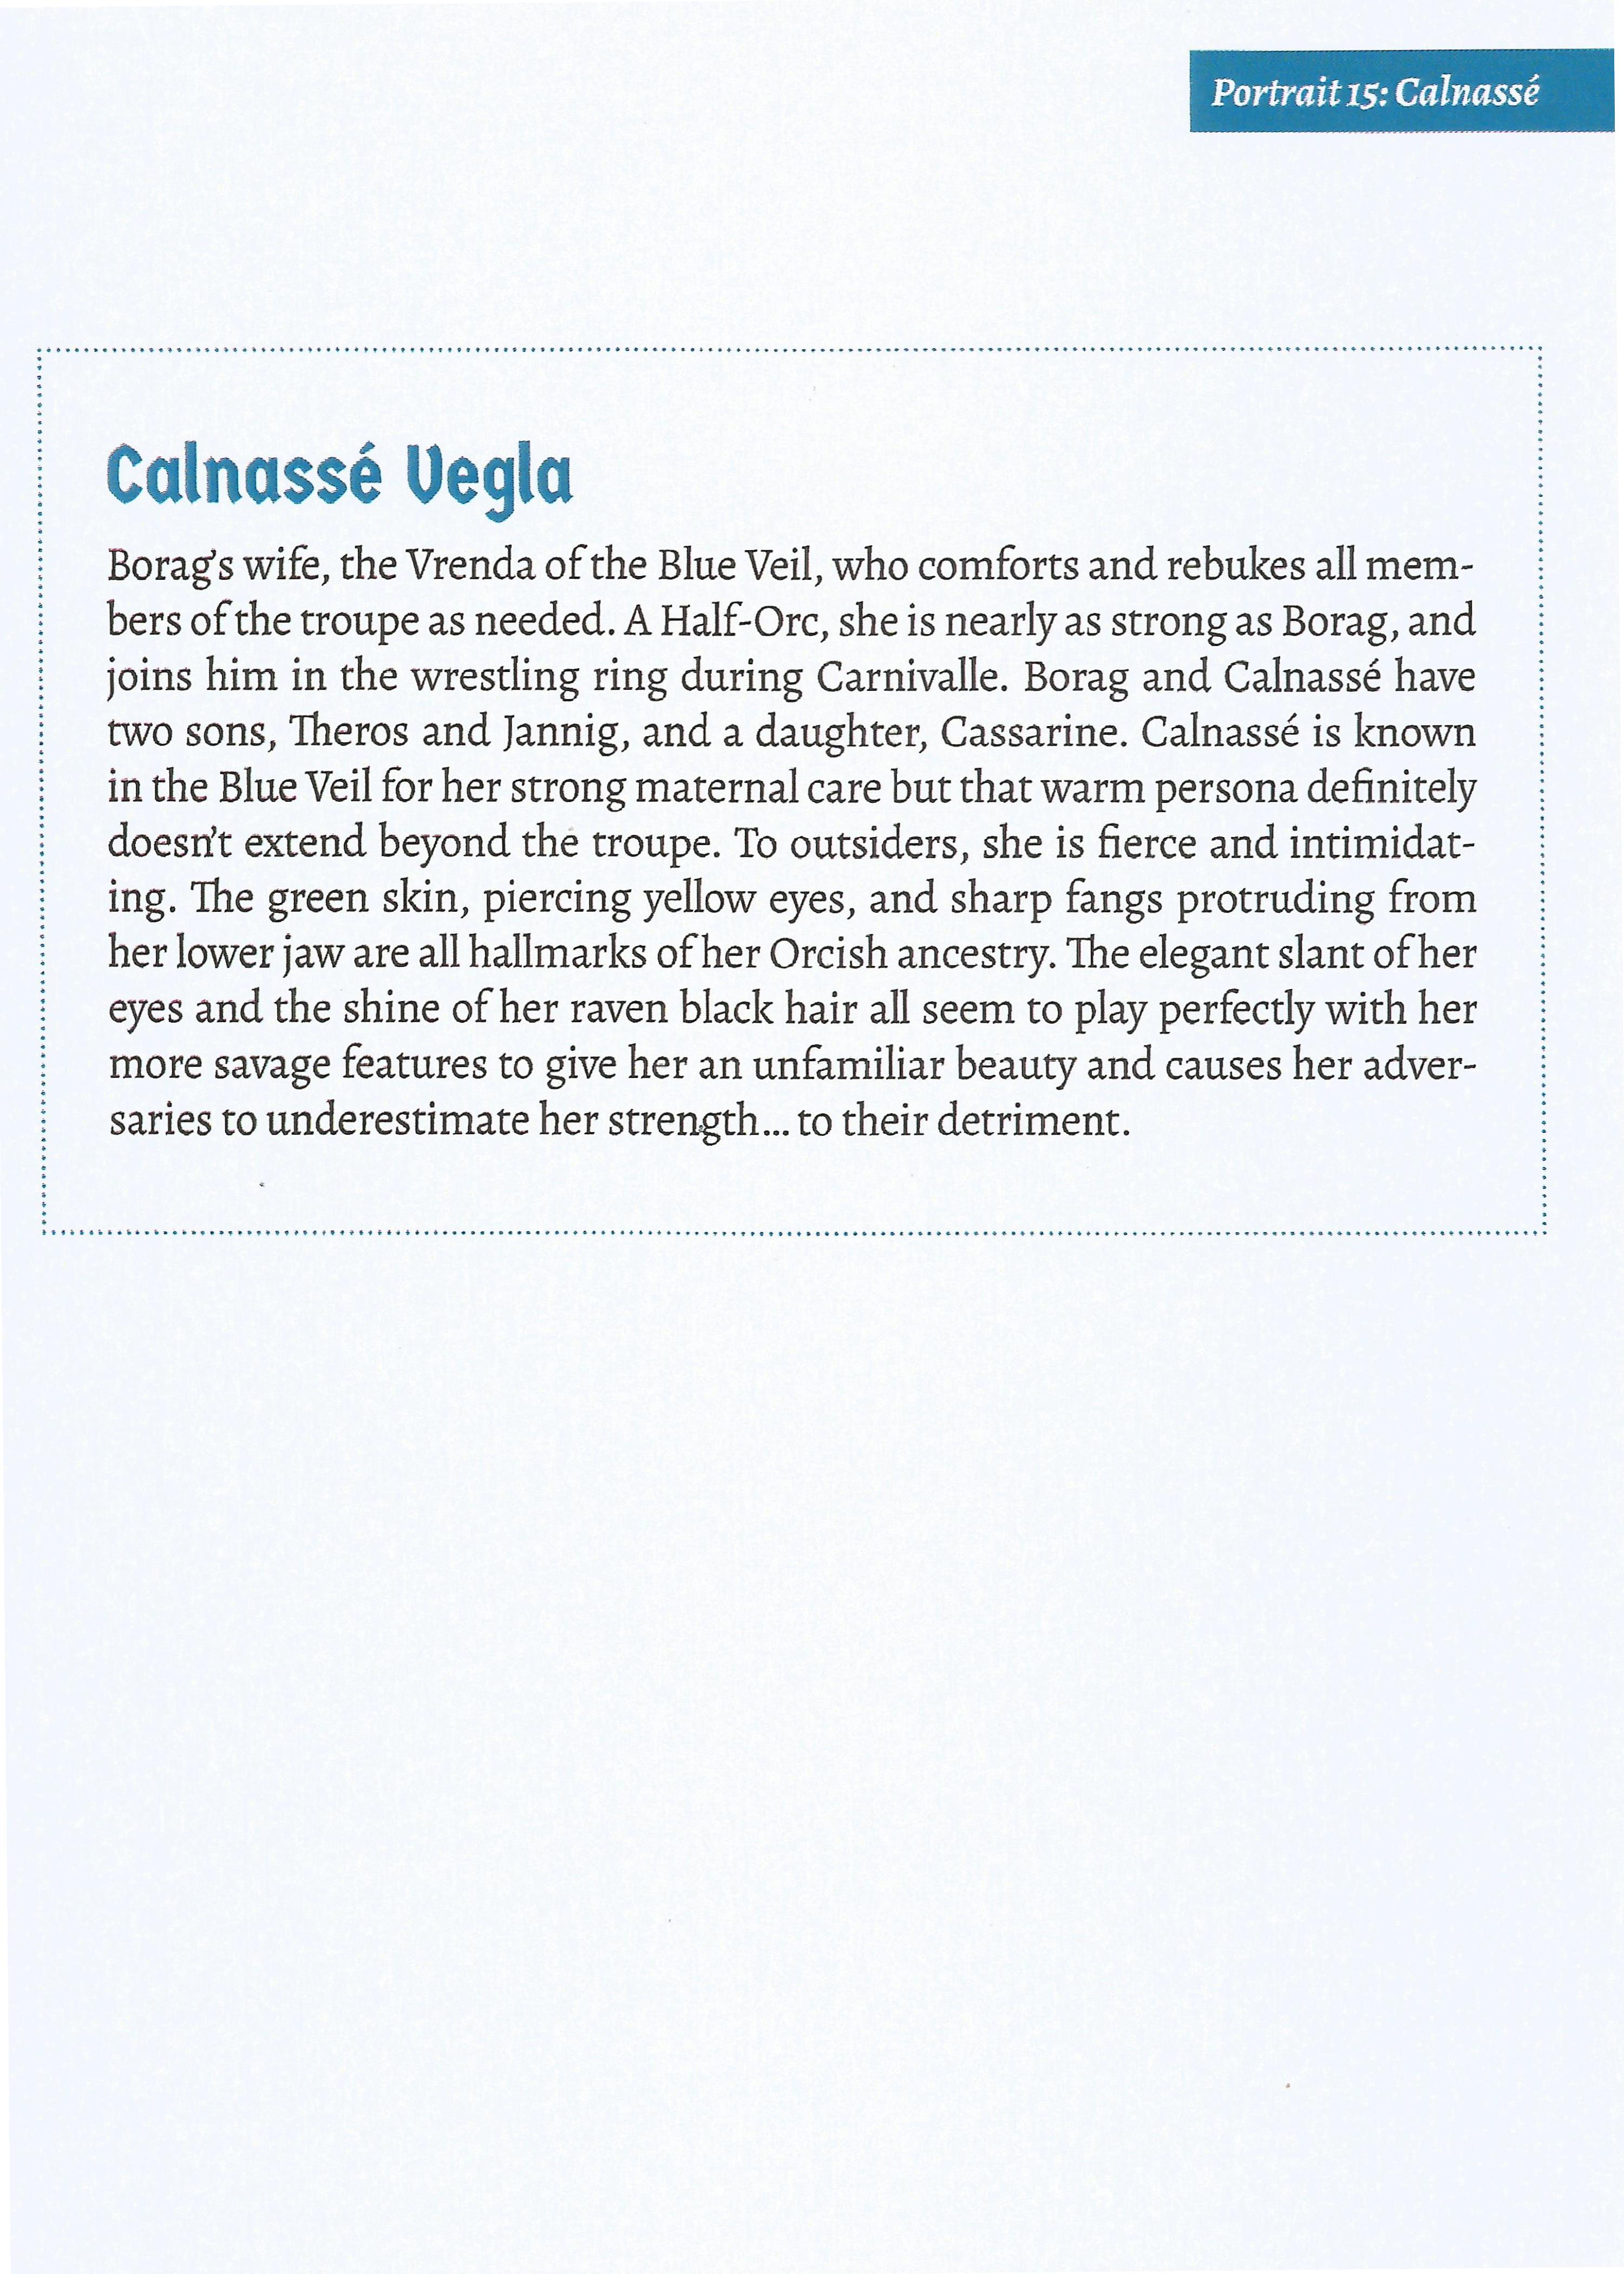 Portrait 15: Calnassé
Calnassé Vegla
Borag's wife, the Vrenda of the Blue Veil, who comforts and rebukes all mem-
bers of the troupe as needed. A Half-Orc, she is nearly as strong as Borag, and
joins him in the wrestling ring during Carnivalle. Borag and Calnassé have
two sons, Theros and Jannig, and a daughter, Cassarine. Calnassé is known
in the Blue Veil for her strong maternal care but that warm persona definitely
doesn't extend beyond the troupe. To outsiders, she is fierce and intimidat-
ing. The green skin, piercing yellow eyes, and sharp fangs protruding from
her lower jaw are all hallmarks of her Orcish ancestry. The elegant slant of her
eyes and the shine of her raven black hair all seem to play perfectly with her
more savage features to give her an unfamiliar beauty and causes her adver-
saries to underestimate her strength... to their detriment.